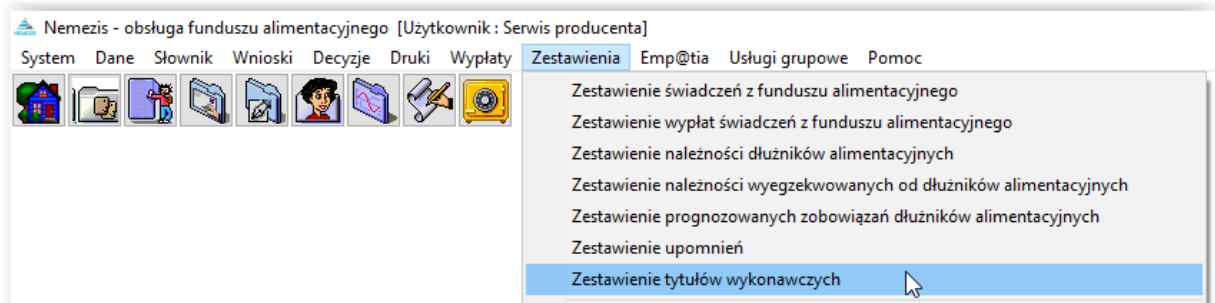 Nemezis - obsługa funduszu alimentacyjnego [Użytkownik : Serwis producenta]
System Dane Słownik Wnioski Decyzje Druki Wypłaty Zestawienia Emp@tia Usługi grupowe Pomoc
Zestawienie świadczeń z funduszu alimentacyjnego
Zestawienie wypłat świadczeń z funduszu alimentacyjnego
Zestawienie należności dłużników alimentacyjnych
Zestawienie należności wyegzekwowanych od dłużników alimentacyjnych
Zestawienie prognozowanych zobowiązań dłużników alimentacyjnych
Zestawienie upomnień
Zestawienie tytułów wykonawczych